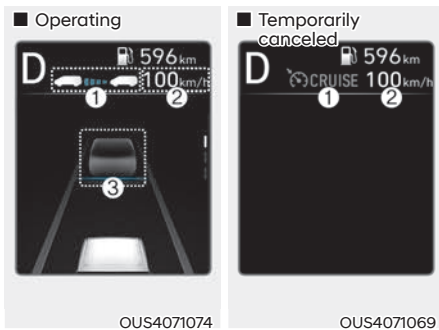 ■ Operating
D
596km
100km/h
1
2
3
OUS4071074
■ Temporarily
canceled
D
596km
CRUISE 100km/h
1
2
OUS4071069